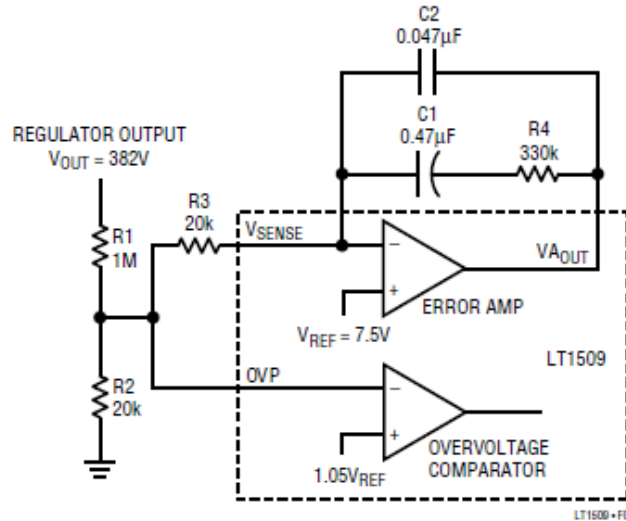 C2
0.047µF
C1
0.47µF
R4
330k
REGULATOR OUTPUT
VOUT = 382V
R3
20k
R1
1M
VSENSE
−
+
VAOUT
ERROR AMP
VREF = 7.5V
LT1509
OVP
R2
20k
−
+
OVERVOLTAGE
COMPARATOR
1.05VREF